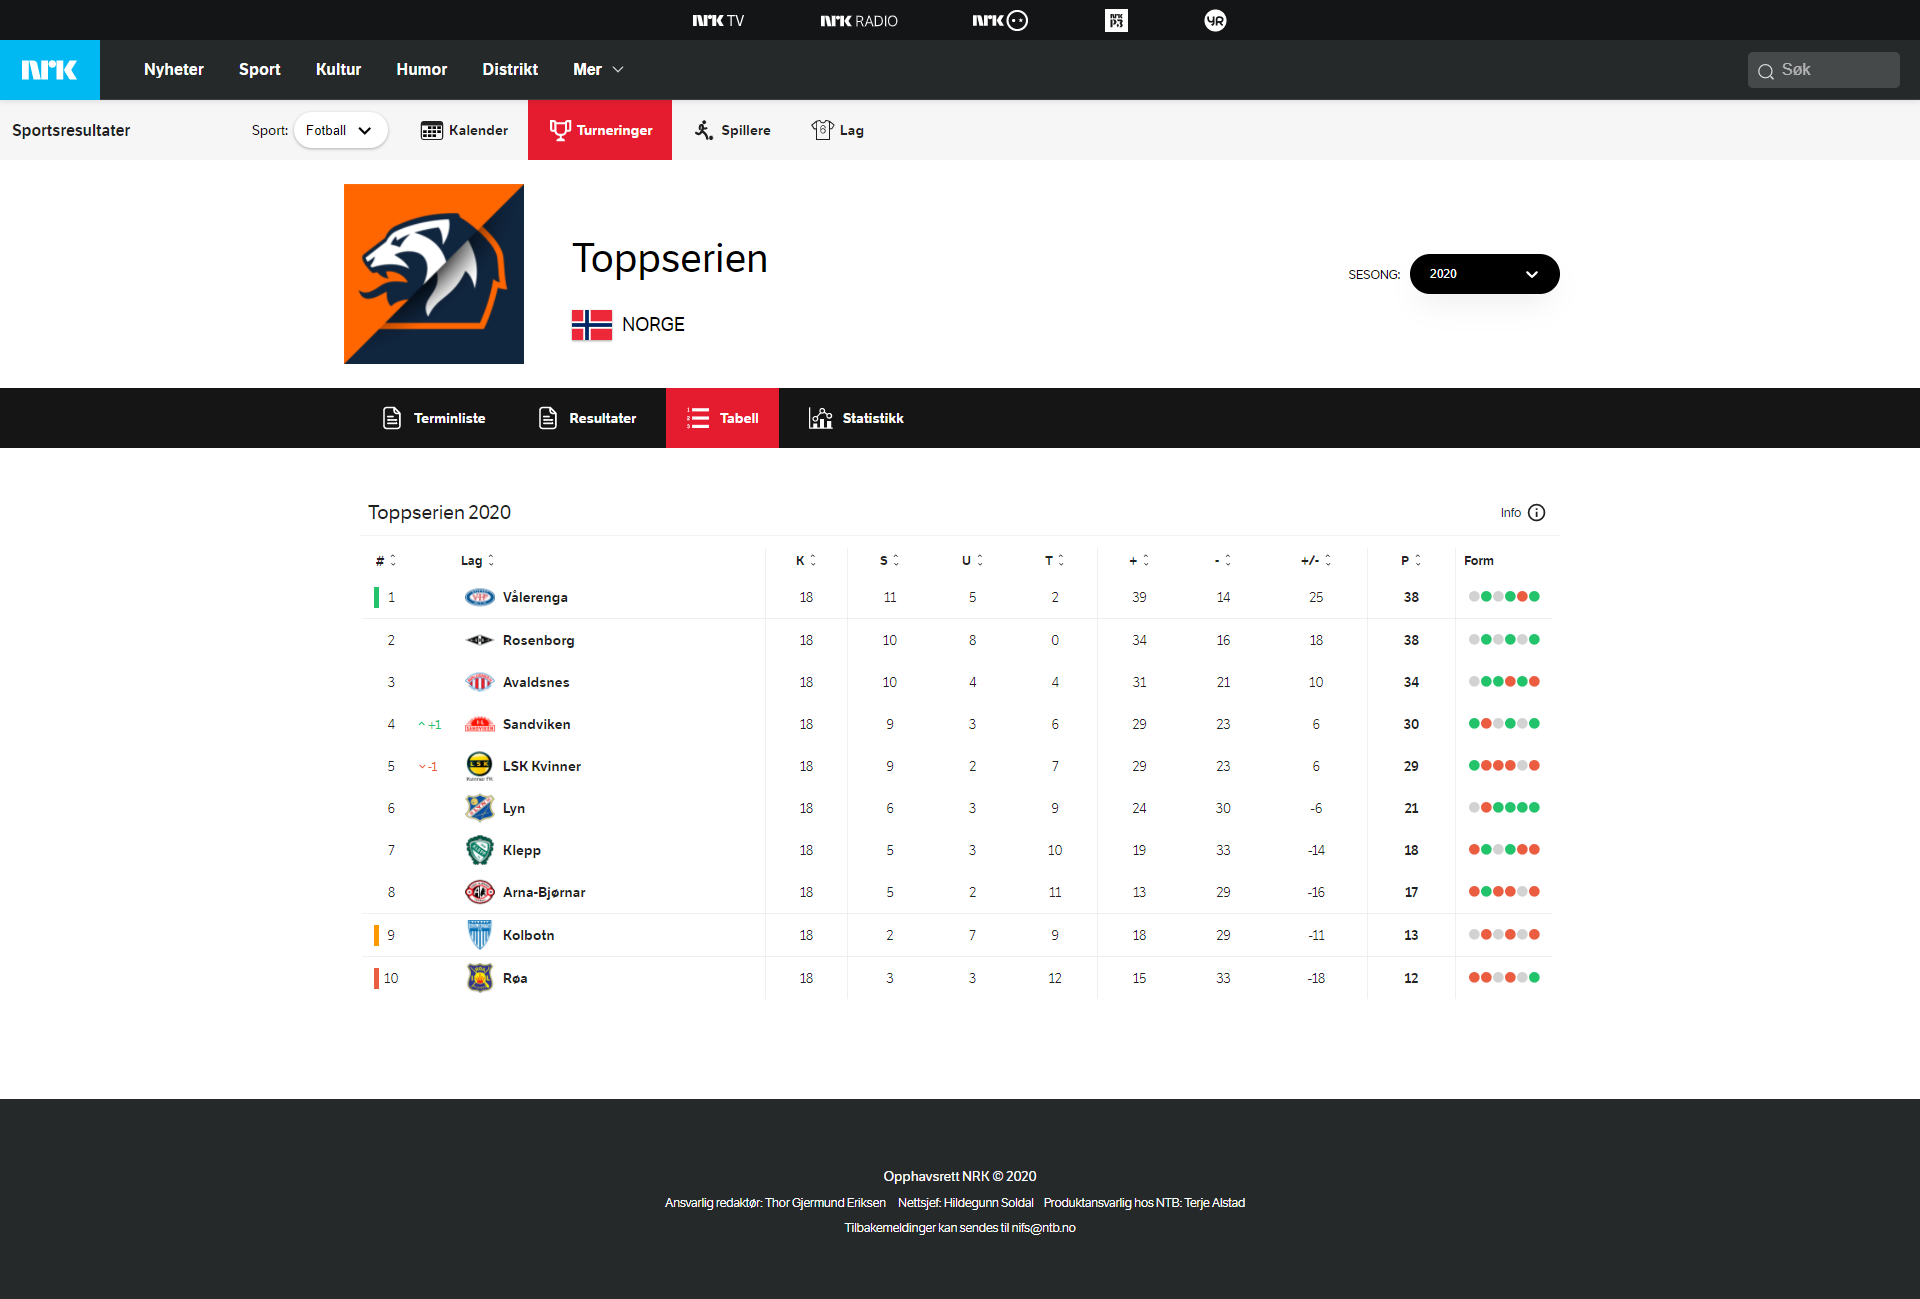 nrk TV nrk RADIO nrk nrk P3 YR
nrk Nyheter Sport Kultur Humor Distrikt Mer Søk
Sportsresultater Sport: Fotball Kalender Turneringer Spillere 6 Lag
Toppserien
SESONG: 2020
NORGE
Terminliste Resultater Tabell Statistikk
Toppserien 2020 Info
# Lag K S U T + - +/- P Form
1 Vålerenga 18 11 5 2 39 14 25 38
2 Rosenborg 18 10 8 0 34 16 18 38
3 Avaldsnes 18 10 4 4 31 21 10 34
4 +1 Sandviken 18 9 3 6 29 23 6 30
5 -1 LSK LSK Kvinner 18 9 2 7 29 23 6 29
6 Lyn 18 6 3 9 24 30 -6 21
7 Klepp 18 5 3 10 19 33 -14 18
8 Arna-Bjørnar 18 5 2 11 13 29 -16 17
9 Kolbotn 18 2 7 9 18 29 -11 13
10 Røa 18 3 3 12 15 33 -18 12
Opphavsrett NRK © 2020
Ansvarlig redaktør: Thor Gjermund Eriksen Nettsjef: Hildegunn Soldal Produktansvarlig hos NTB: Terje Alstad
Tilbakemeldinger kan sendes til nifs@ntb.no